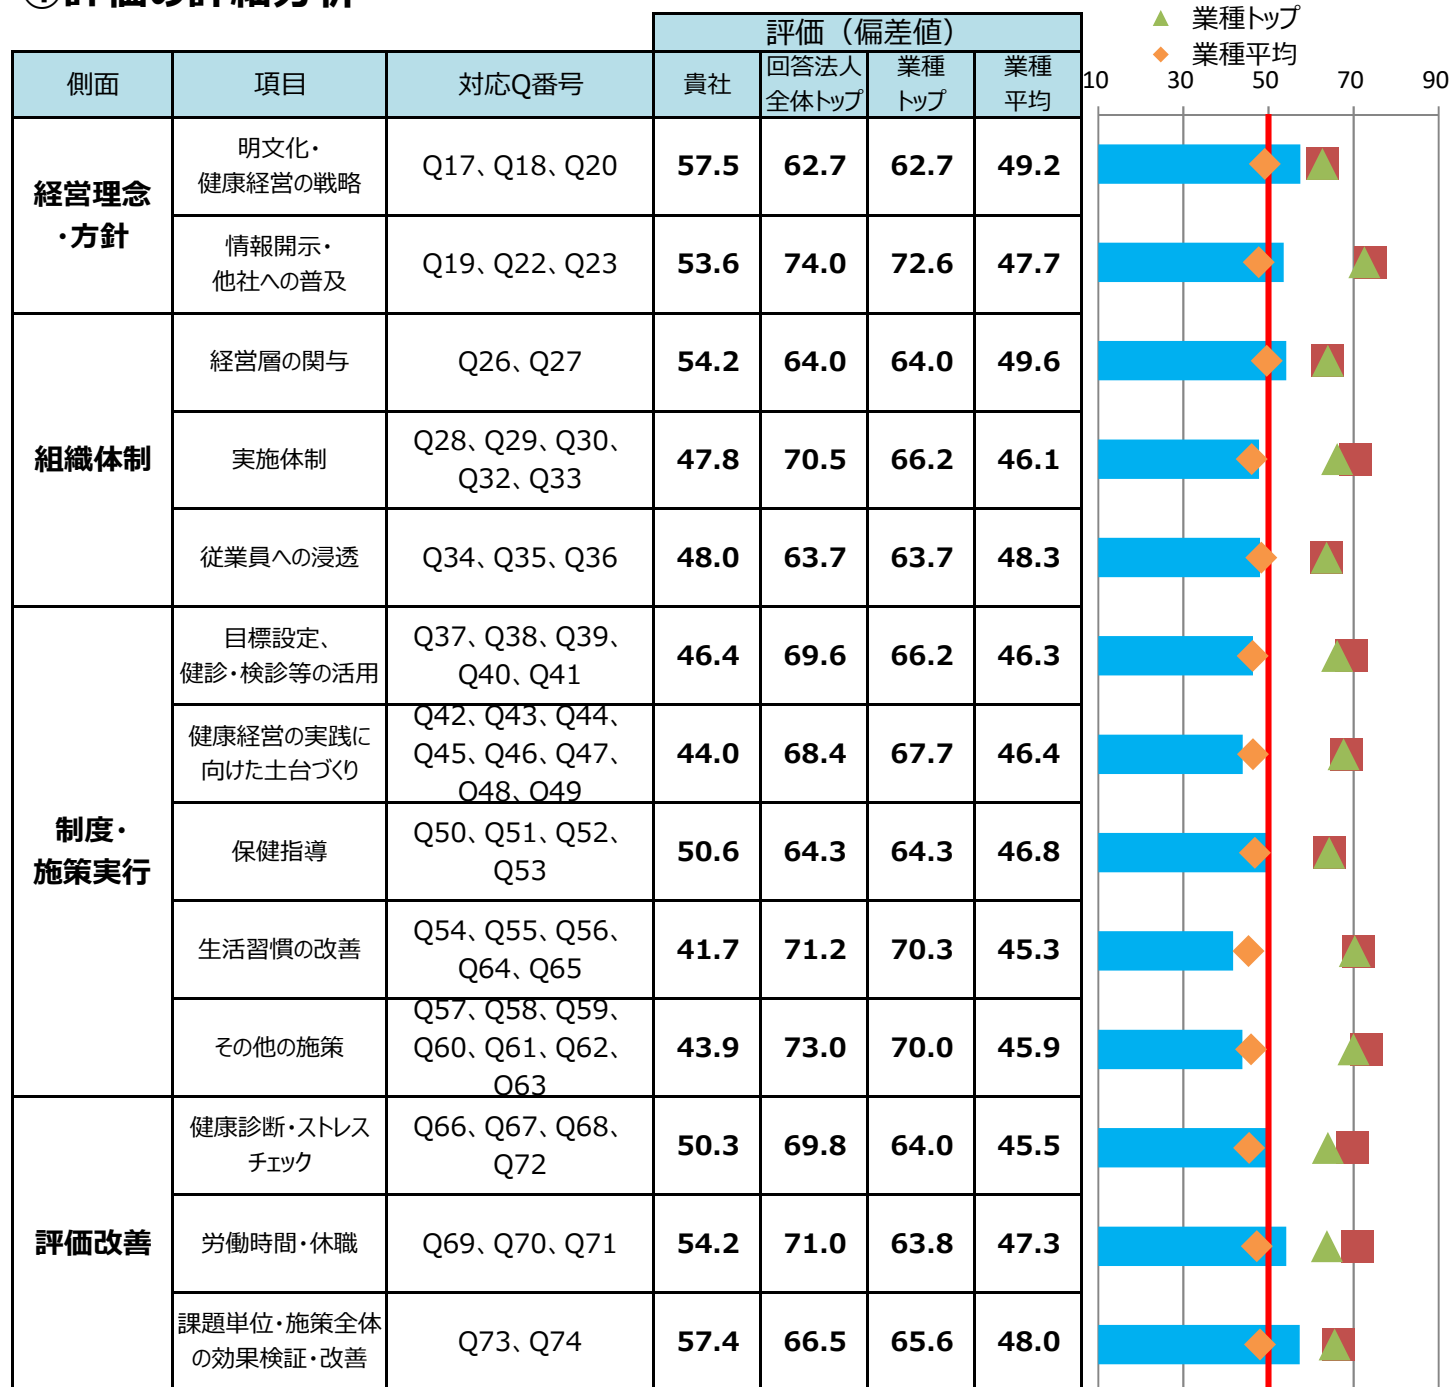 ①評価の詳細分析
▲ 業種トップ
◆ 業種平均
評価（偏差値）
側面 項目 対応Q番号 貴社 回答法人 業種 業種
全体トップ トップ 平均
10 30 50 70 90
経営理念
・方針
明文化・
健康経営の戦略
Q17、Q18、Q20 57.5 62.7 62.7 49.2
情報開示・
他社への普及
Q19、Q22、Q23 53.6 74.0 72.6 47.7
組織体制
経営層の関与 Q26、Q27 54.2 64.0 64.0 49.6
実施体制
Q28、Q29、Q30、
Q32、Q33
47.8 70.5 66.2 46.1
従業員への浸透 Q34、Q35、Q36 48.0 63.7 63.7 48.3
制度・
施策実行
目標設定、
健診・検診等の活用
Q37、Q38、Q39、
Q40、Q41
46.4 69.6 66.2 46.3
健康経営の実践に
向けた土台づくり
Q42、Q43、Q44、
Q45、Q46、Q47、
Q48、Q49
44.0 68.4 67.7 46.4
保健指導
Q50、Q51、Q52、
Q53
50.6 64.3 64.3 46.8
生活習慣の改善
Q54、Q55、Q56、
Q64、Q65
41.7 71.2 70.3 45.3
その他の施策
Q57、Q58、Q59、
Q60、Q61、Q62、
Q63
43.9 73.0 70.0 45.9
評価改善
健康診断・ストレス
チェック
Q66、Q67、Q68、
Q72
50.3 69.8 64.0 45.5
労働時間・休職 Q69、Q70、Q71 54.2 71.0 63.8 47.3
課題単位・施策全体
の効果検証・改善
Q73、Q74 57.4 66.5 65.6 48.0